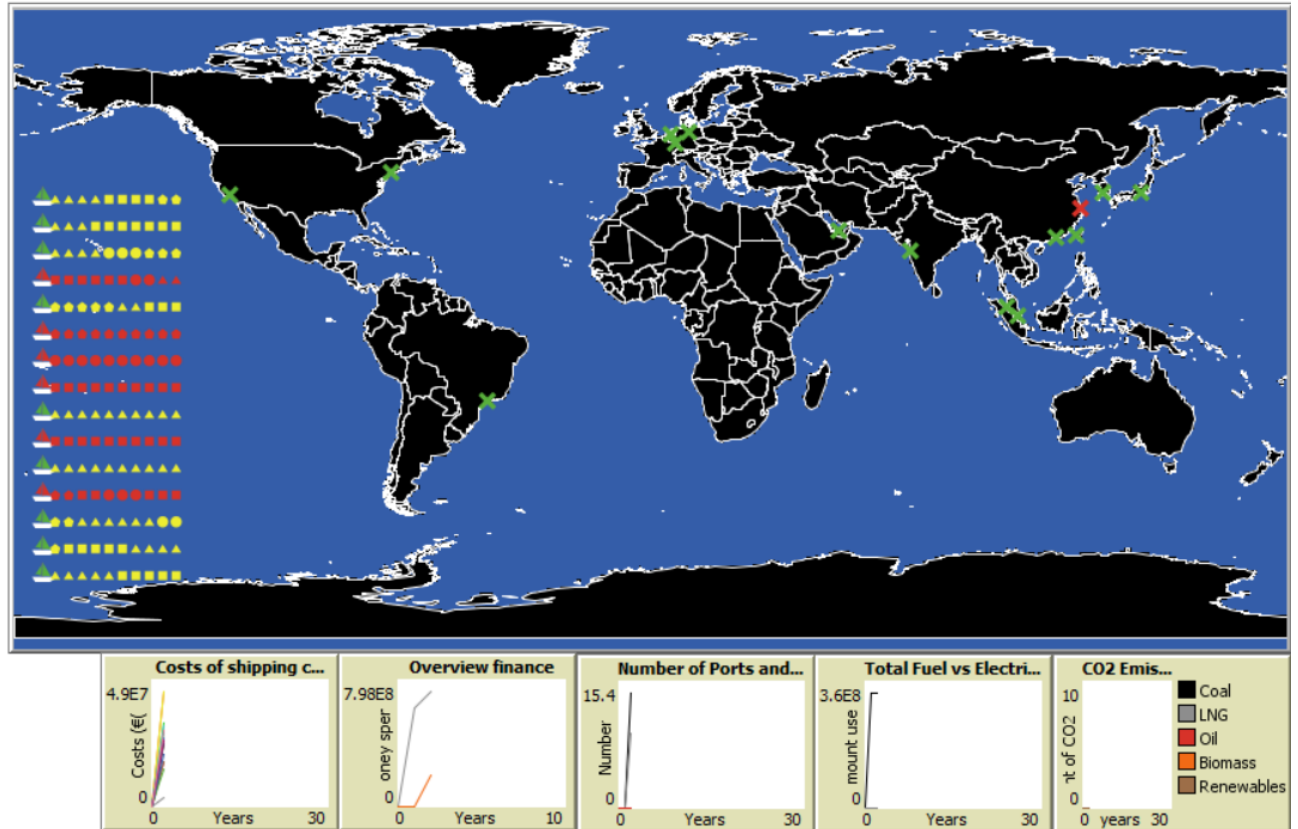 Costs of shipping c...
4.9E7
Costs (€(
0
0 Years 30
Overview finance
7.98E8
oney sper
0
0 Years 10
Number of Ports and...
15.4
Number
0
0 Years 30
Total Fuel vs Electri...
3.6E8
mount use
0
0 Years 30
CO2 Emis...
10
nt of CO2
0
0 years 30
Coal
LNG
Oil
Biomass
Renewables